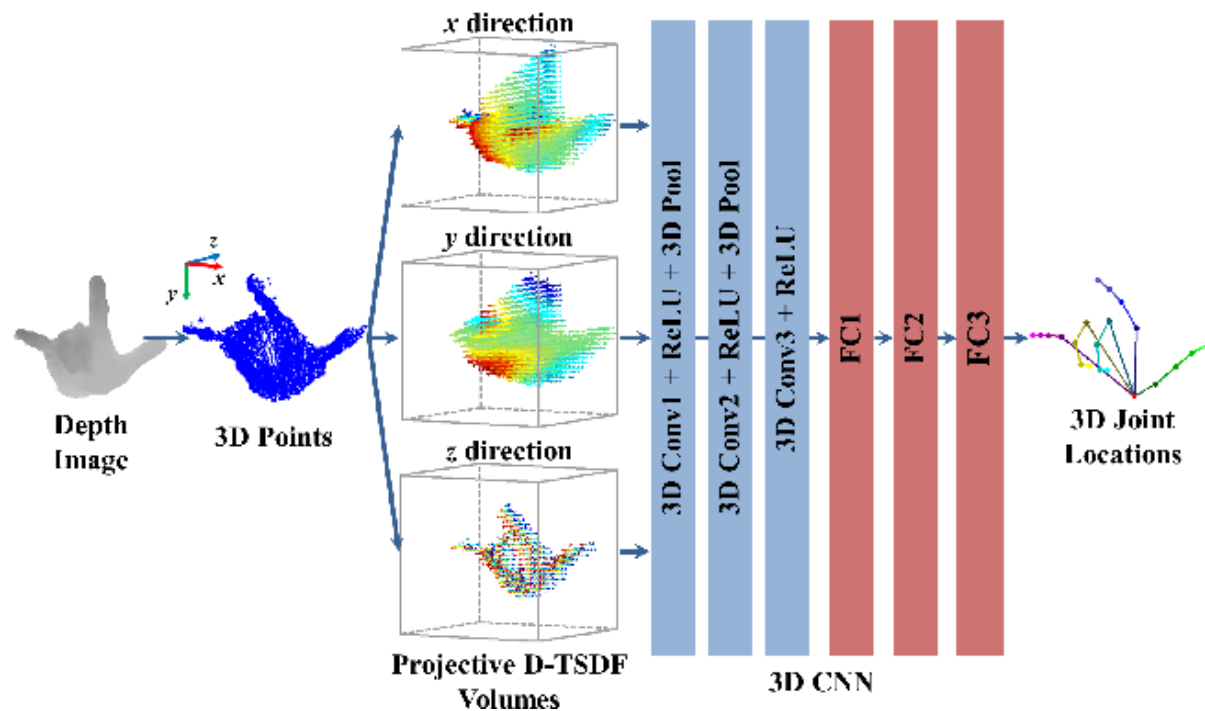 x direction
y direction
z direction
z
x
y
Depth
Image
3D Points
Projective D-TSDF
Volumes
3D Conv1 + ReLU + 3D Pool
3D Conv2 + ReLU + 3D Pool
3D Conv3 + ReLU
FC1
FC2
FC3
3D CNN
3D Joint
Locations